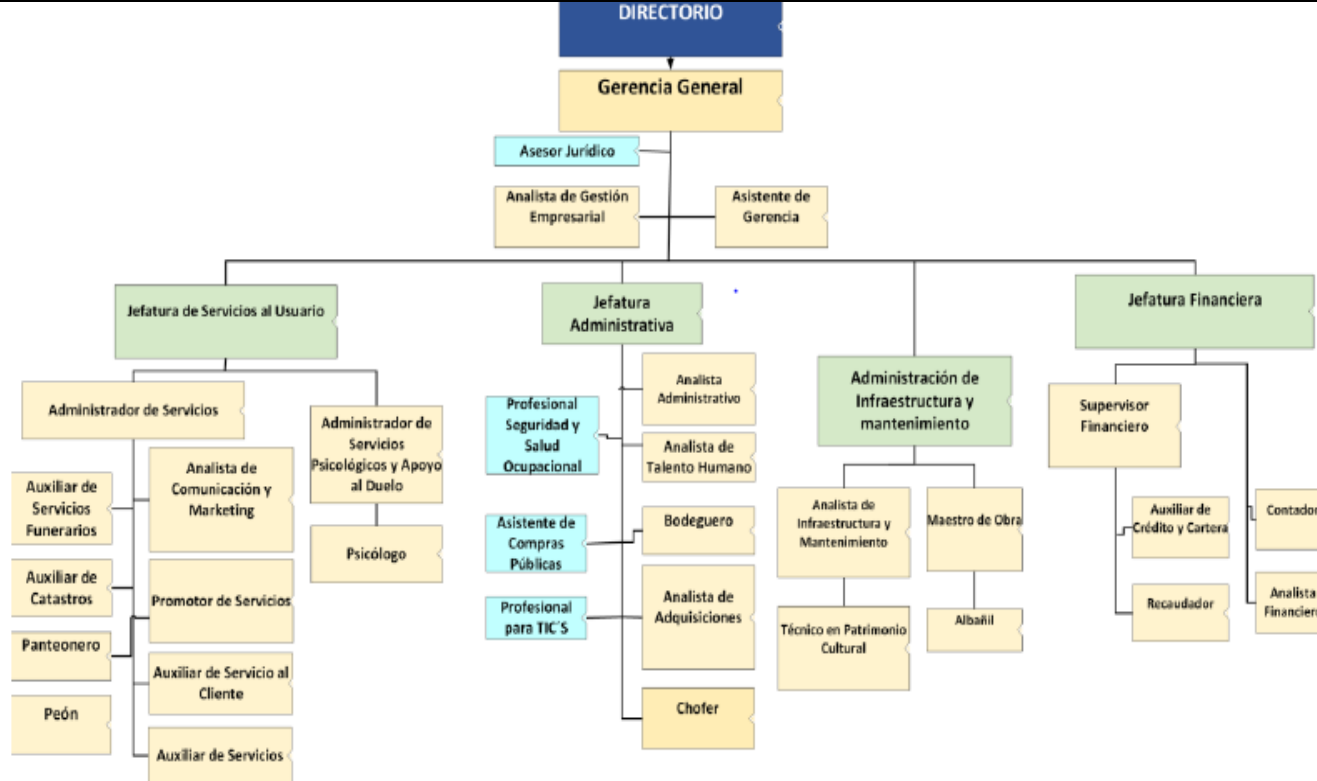 DIRECTORIO
Gerencia General
Asesor Jurídico
Analista de Gestión
Empresarial
Asistente de
Gerencia
Jefatura de Servicios al Usuario
Jefatura
Administrativa
Administración de
Infraestructura y
mantenimiento
Jefatura Financiera
Administrador de Servicios
Administrador de
Servicios
Psicológicos y Apoyo
al Duelo
Psicólogo
Auxiliar de
Servicios
Funerarios
Analista de
Comunicación y
Marketing
Auxiliar de
Catastros
Promotor de Servicios
Panteonero
Auxiliar de Servicio al
Cliente
Peón
Auxiliar de Servicios
Profesional
Seguridad y
Salud
Ocupacional
Analista
Administrativo
Analista de
Talento Humano
Asistente de
Compras
Públicas
Bodeguero
Profesional
para TIC´S
Analista de
Adquisiciones
Chofer
Analista de
Infraestructura y
Mantenimiento
Maestro de Obra
Técnico en Patrimonio
Cultural
Albañil
Supervisor
Financiero
Auxiliar de
Crédito y Cartera
Recaudador
Contador
Analista
Financiero